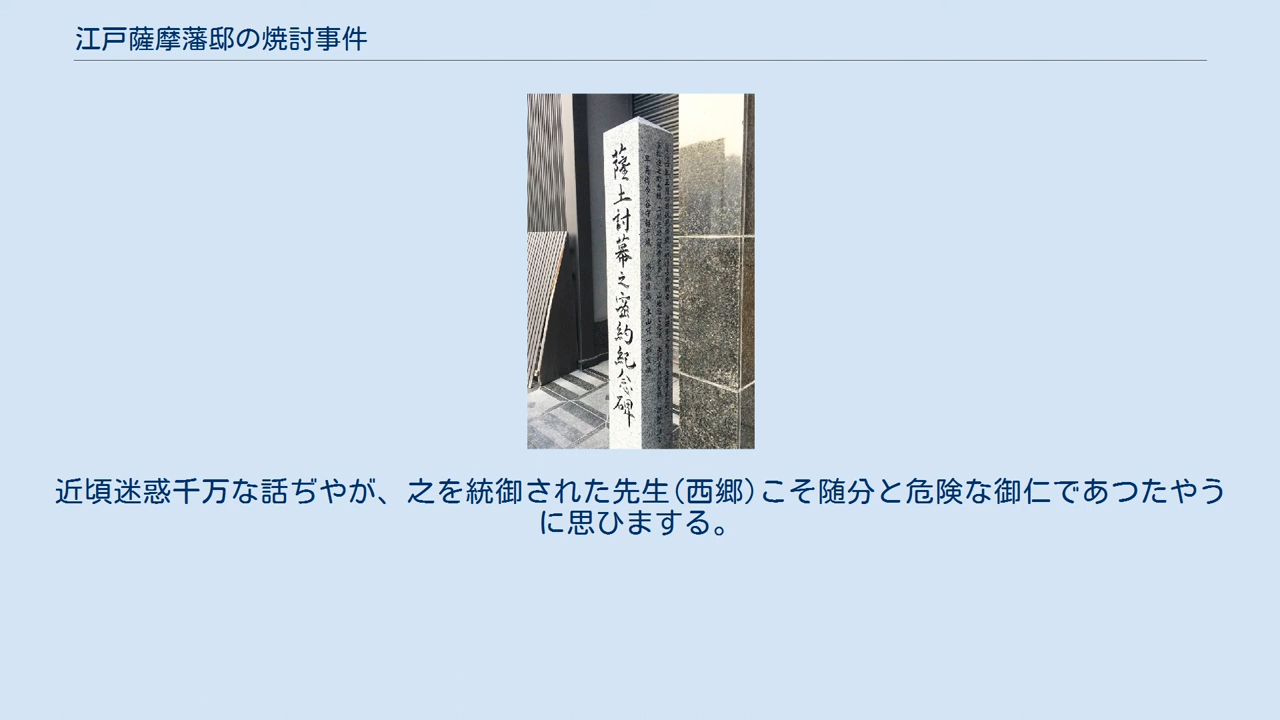 江戸薩摩藩邸の焼討事件
薩土討幕之密約紀念碑
近頃迷惑千万な話ぢやが、之を統御された先生(西郷)こそ随分と危険な御仁であつたやう
に思ひまする。